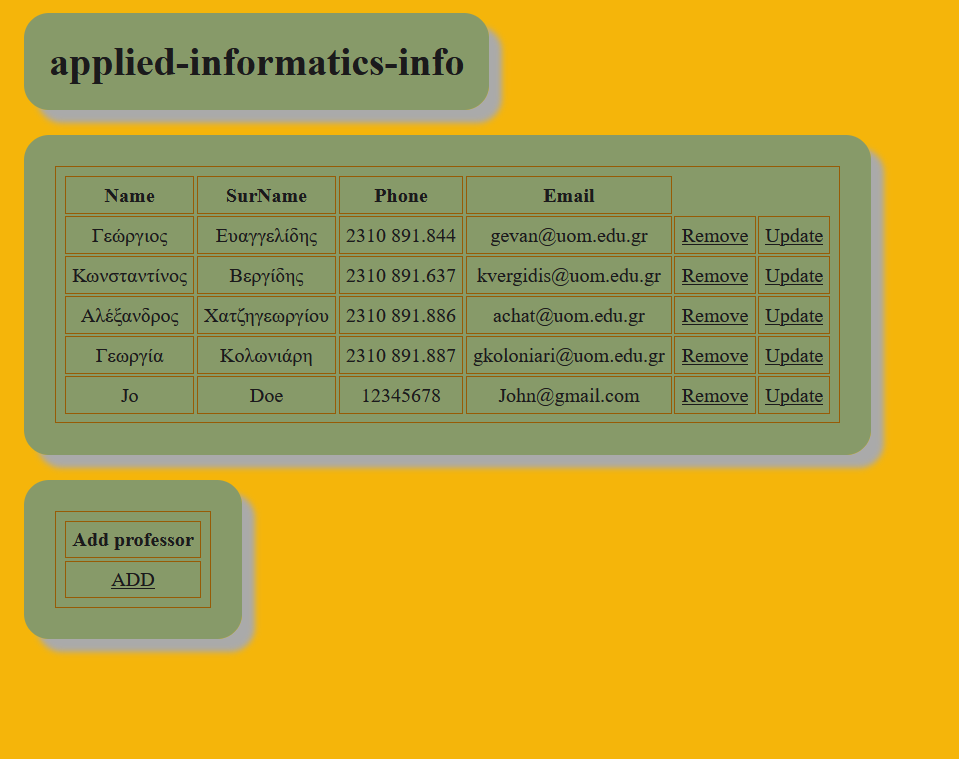 applied-informatics-info
Name SurName Phone Email
Γεώργιος Ευαγγελίδης 2310 891.844 gevan@uom.edu.gr Remove Update
Κωνσταντίνος Βεργίδης 2310 891.637 kvergidis@uom.edu.gr Remove Update
Αλέξανδρος Χατζηγεωργίου 2310 891.886 achat@uom.edu.gr Remove Update
Γεωργία Κολωνιάρη 2310 891.887 gkoloniari@uom.edu.gr Remove Update
Jo Doe 12345678 John@gmail.com Remove Update
Add professor
ADD